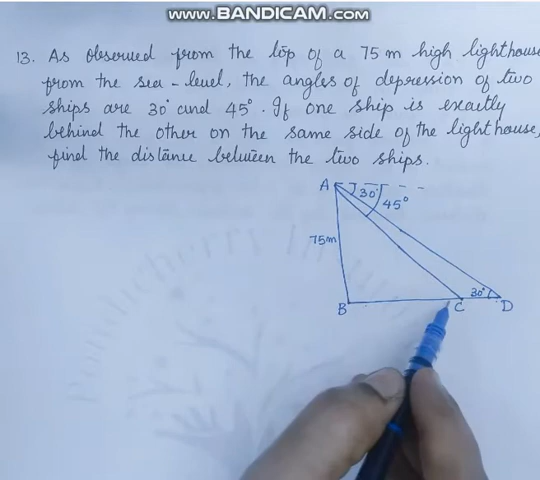 WWW.BANDICAM.COM
13. As observed from the top of a 75 m high lighthouse
from the sea-level, the angles of depression of two
ships are 30° and 45°. If one ship is exactly
behind the other on the same side of the lighthouse,
find the distance between the two ships.
A 30°
45°
75m
30°
B C D